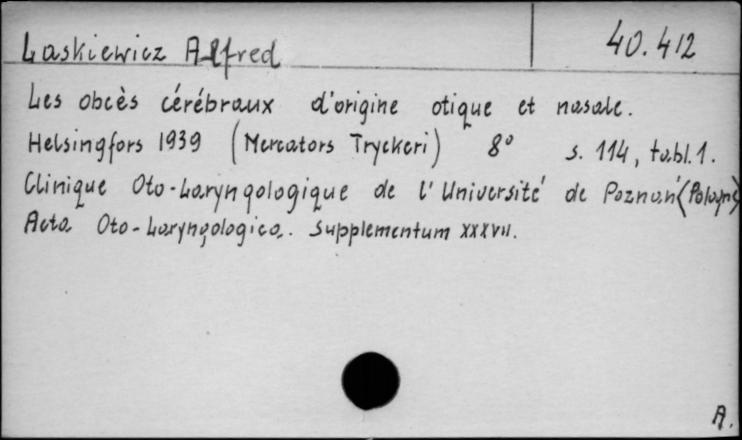 Laskiewicz Alfred 40.412
Les abcès cérébraux d'origine otique et nasale.
Helsingfors 1939 (Mercators Tryckeri) 8° s. 114, tabl. 1.
Clinique Oto-Laryngologique de l'Université de Poznań (Pologne)
Acta Oto-Laryngologica. Supplementum XXXVII.
A.